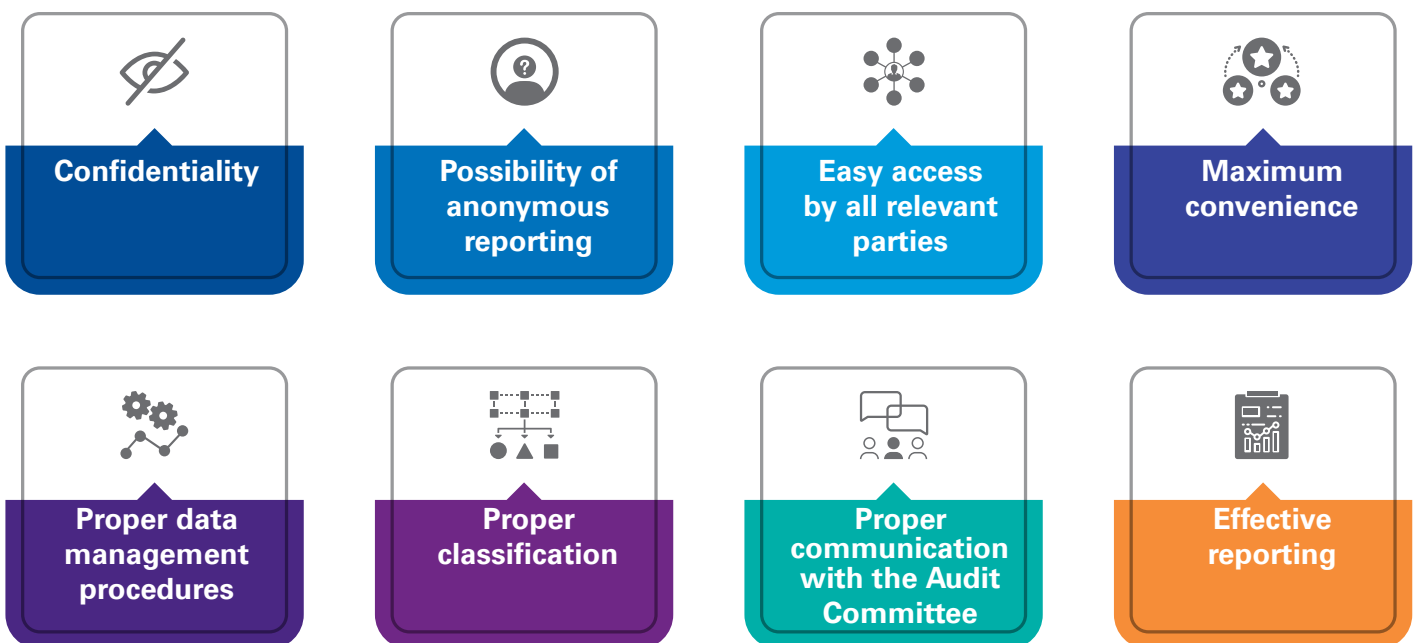 Confidentiality
Possibility of
anonymous
reporting
Easy access
by all relevant
parties
Maximum
convenience
Proper data
management
procedures
Proper
classification
Proper
communication
with the Audit
Committee
Effective
reporting